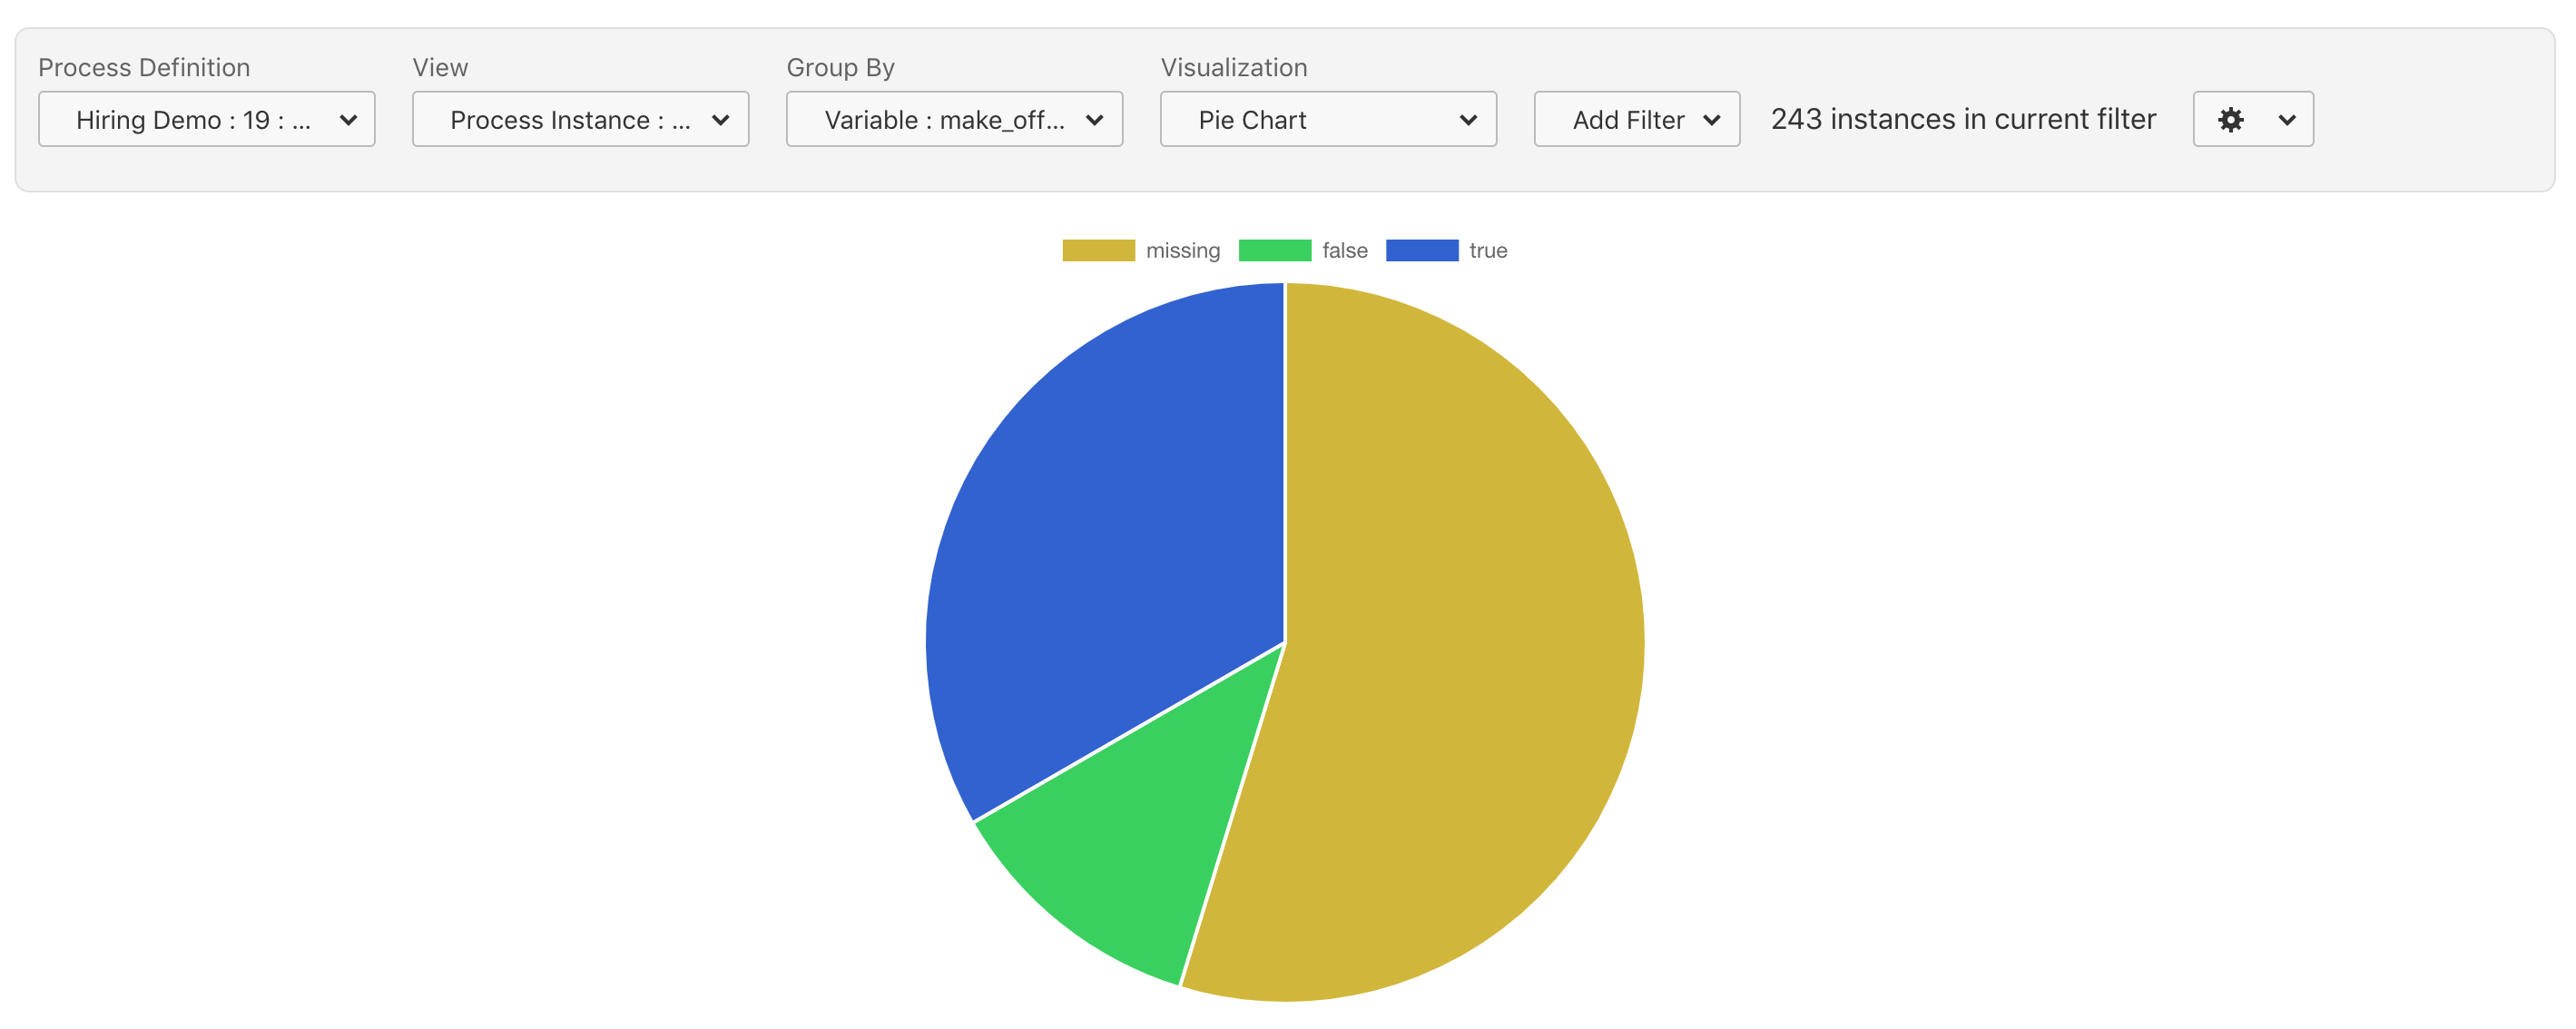 Process Definition View Group By Visualization
Hiring Demo : 19 : ... Process Instance : ... Variable : make_off... Pie Chart Add Filter 243 instances in current filter
missing false true